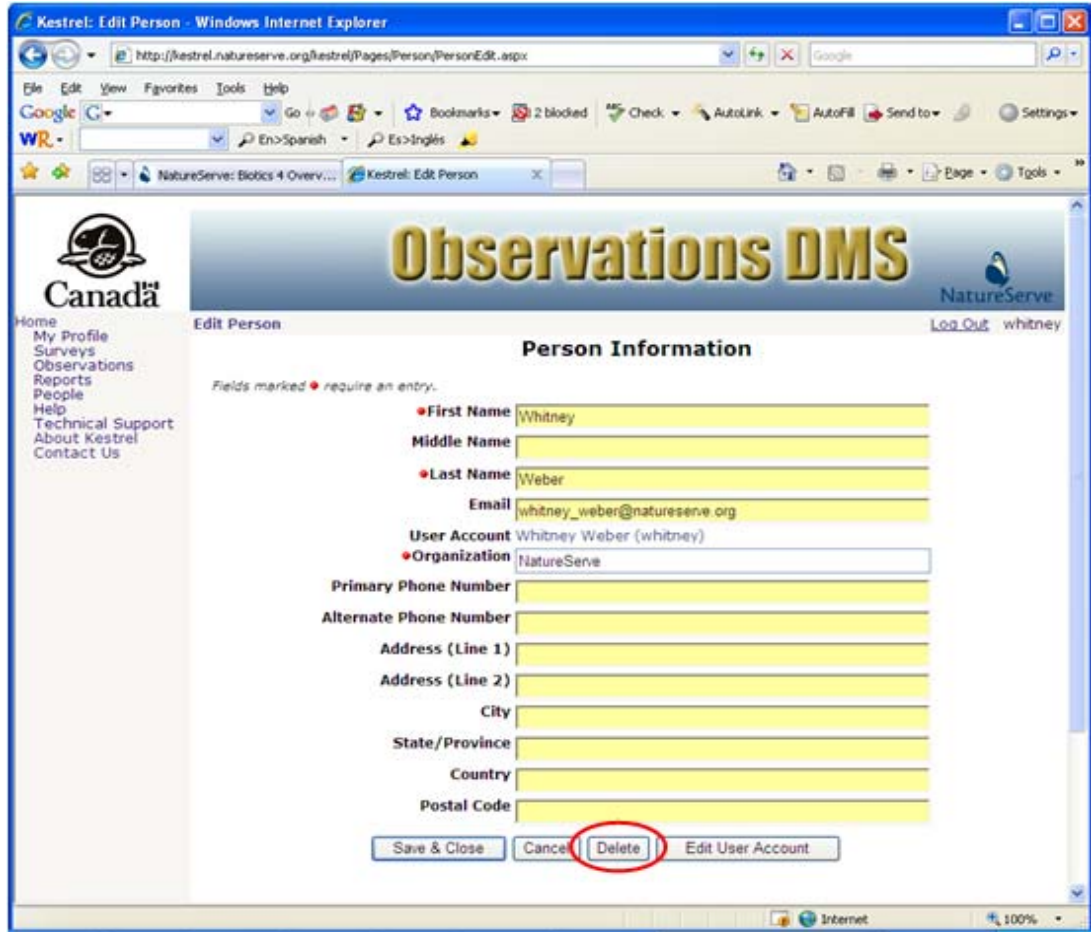 Kestrel: Edit Person - Windows Internet Explorer
http://kestrel.natureserve.org/kestrel/Pages/Person/PersonEdit.aspx Google
File Edit View Favorites Tools Help
Google G Go Bookmarks 2 blocked Check AutoLink AutoFill Send to Settings
WR En>Spanish Es>Inglés
NatureServe: Biotics 4 Overv... Kestrel: Edit Person Page Tools
Canada
Observations DMS
NatureServe
Home
My Profile
Surveys
Observations
Reports
People
Help
Technical Support
About Kestrel
Contact Us
Edit Person Log Out whitney
Person Information
Fields marked require an entry.
First Name Whitney
Middle Name
Last Name Weber
Email whitney_weber@natureserve.org
User Account Whitney Weber (whitney)
Organization NatureServe
Primary Phone Number
Alternate Phone Number
Address (Line 1)
Address (Line 2)
City
State/Province
Country
Postal Code
Save & Close Cancel Delete Edit User Account
Internet 100%